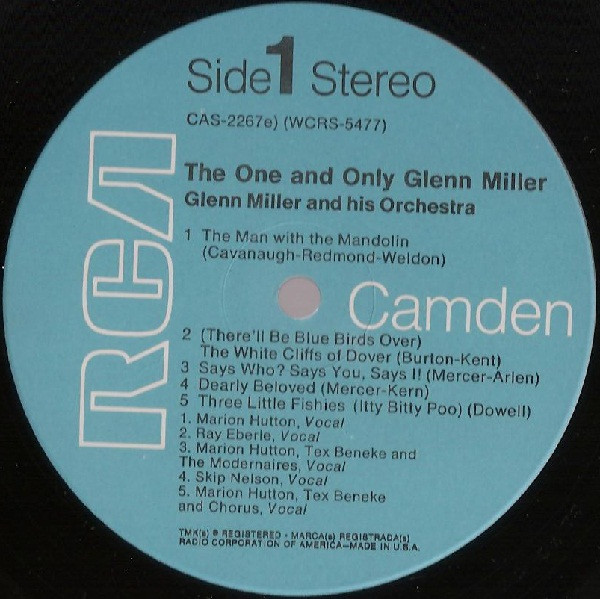 Side 1 Stereo
CAS-2267e) (WCRS-5477)
The One and Only Glenn Miller
Glenn Miller and his Orchestra
1 The Man with the Mandolin
(Cavanaugh-Redmond-Weldon)
RCA
Camden
2 (There'll Be Blue Birds Over)
The White Cliffs of Dover (Burton-Kent)
3 Says Who? Says You, Says I! (Mercer-Arlen)
4 Dearly Beloved (Mercer-Kern)
5 Three Little Fishies (Itty Bitty Poo) (Dowell)
1. Marion Hutton, Vocal
2. Ray Eberle, Vocal
3. Marion Hutton, Tex Beneke and
The Modernaires, Vocal
4. Skip Nelson, Vocal
5. Marion Hutton, Tex Beneke
and Chorus, Vocal
TMK(s) ® REGISTERED • MARCA(s) REGISTRADA(s)
RADIO CORPORATION OF AMERICA—MADE IN U.S.A.